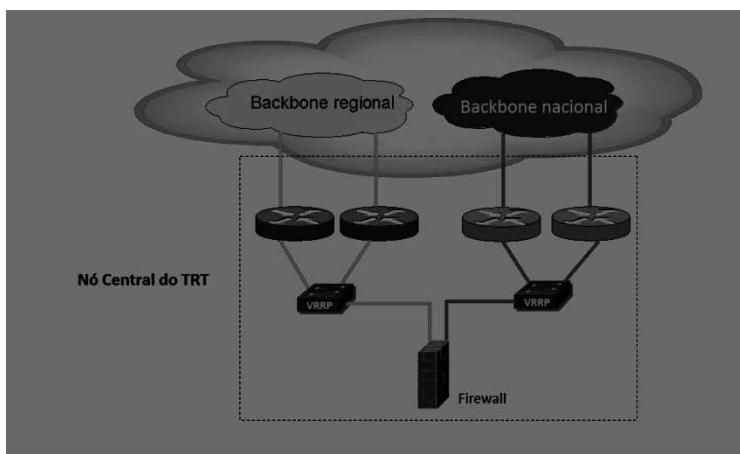 Backbone regional
Backbone nacional
Nó Central do TRT
VRRP
VRRP
Firewall